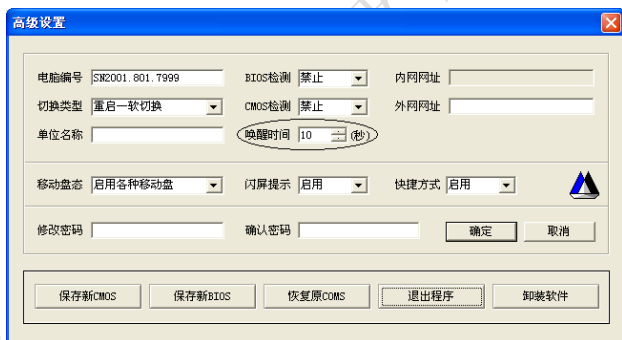 高级设置
电脑编号 SN2001.801.7999 BIOS检测 禁止 内网网址
切换类型 重启一软切换 CMOS检测 禁止 外网网址
单位名称 唤醒时间 10 (秒)
移动盘态 启用各种移动盘 闪屏提示 启用 快捷方式 启用
修改密码 确认密码 确定 取消
保存新CMOS 保存新BIOS 恢复原COMS 退出程序 卸装软件